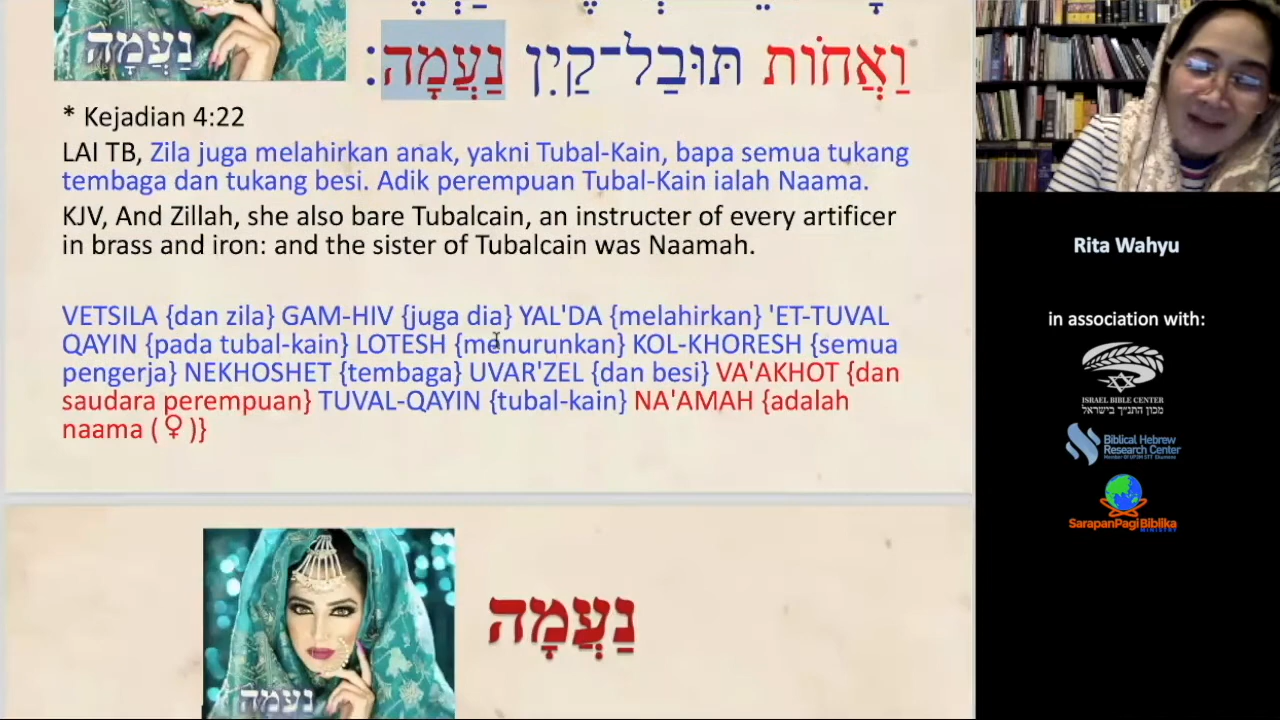 נַעֲמָה
וַאֲחֹות תּוּבַל־קַיִן נַעֲמָה׃
* Kejadian 4:22
LAI TB, Zila juga melahirkan anak, yakni Tubal-Kain, bapa semua tukang
tembaga dan tukang besi. Adik perempuan Tubal-Kain ialah Naama.
KJV, And Zillah, she also bare Tubalcain, an instructer of every artificer
in brass and iron: and the sister of Tubalcain was Naamah.
VETSILA {dan zila} GAM-HIV {juga dia} YAL'DA {melahirkan} 'ET-TUVAL
QAYIN {pada tubal-kain} LOTESH {menurunkan} KOL-KHORESH {semua
pengerja} NEKHOSHET {tembaga} UVAR'ZEL {dan besi} VA'AKHOT {dan
saudara perempuan} TUVAL-QAYIN {tubal-kain} NA'AMAH {adalah
naama (♀)}
נַעֲמָה
נַעֲמָה
Rita Wahyu
in association with:
ISRAEL BIBLE CENTER
מכון התנ״ך בישראל
Biblical Hebrew
Research Center
SarapanPagi Biblika
MINISTRY